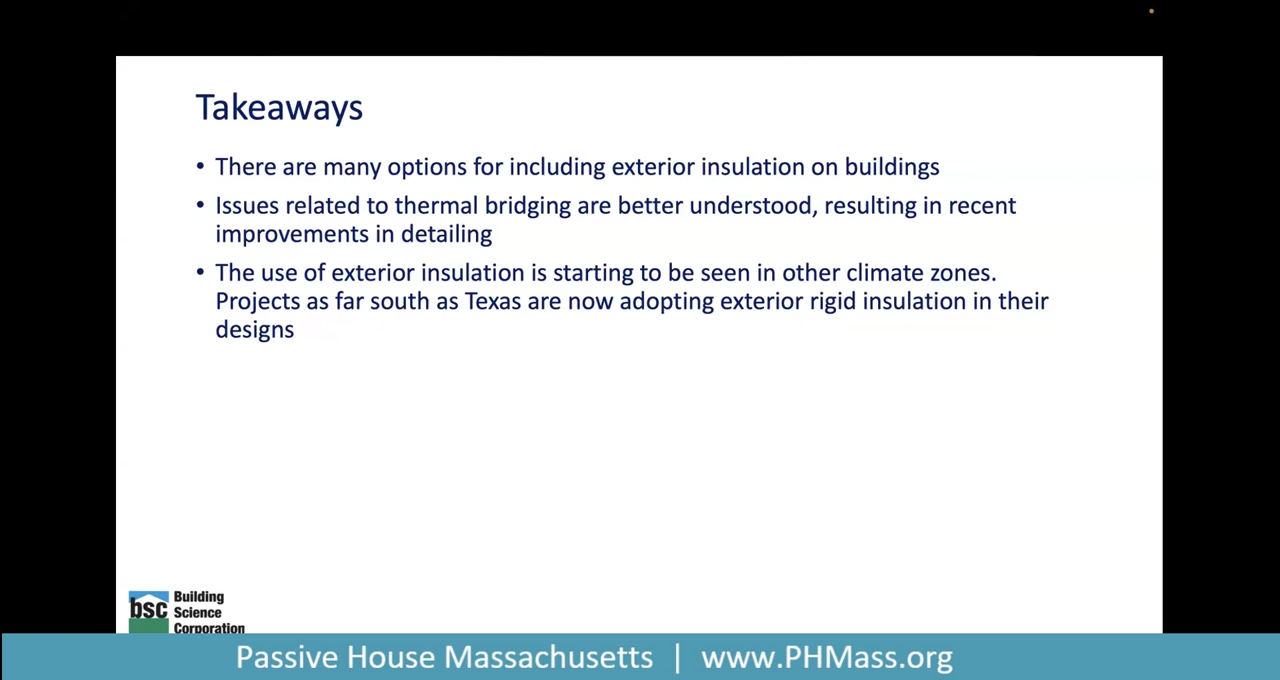 Takeaways
• There are many options for including exterior insulation on buildings
• Issues related to thermal bridging are better understood, resulting in recent
improvements in detailing
• The use of exterior insulation is starting to be seen in other climate zones.
Projects as far south as Texas are now adopting exterior rigid insulation in their
designs
bsc Building
Science
Corporation
Passive House Massachusetts | www.PHMass.org